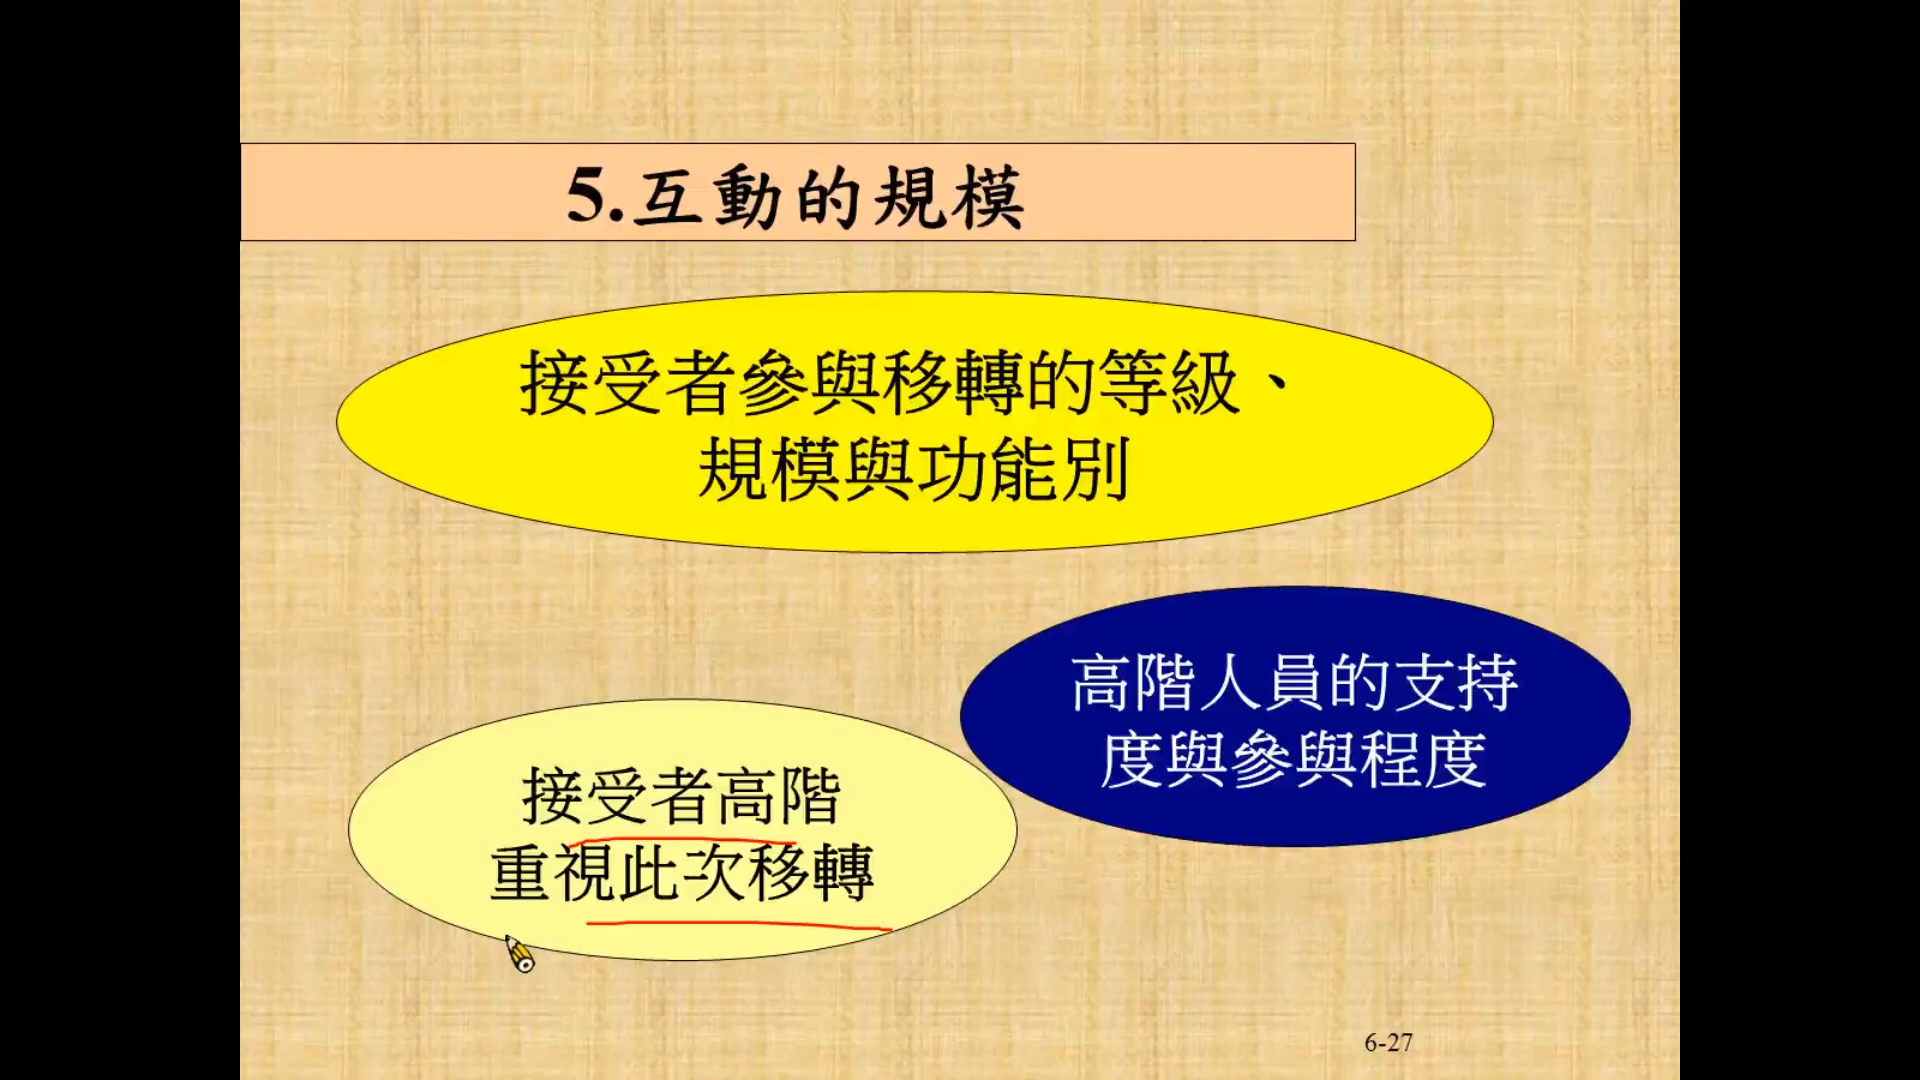 5.互動的規模
接受者參與移轉的等級、
規模與功能別
高階人員的支持
度與參與程度
接受者高階
重視此次移轉
6-27